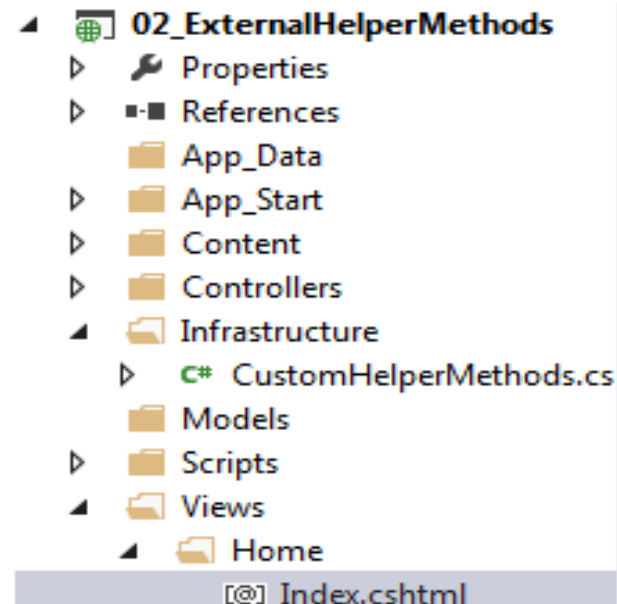 02_ExternalHelperMethods
Properties
References
App_Data
App_Start
Content
Controllers
Infrastructure
C# CustomHelperMethods.cs
Models
Scripts
Views
Home
[@] Index.cshtml